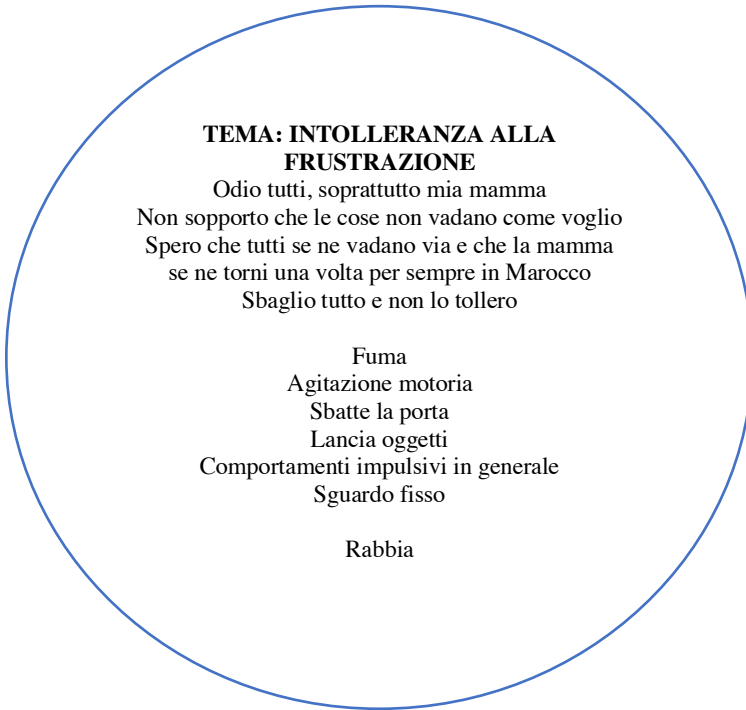 TEMA: INTOLLERANZA ALLA
FRUSTRAZIONE
Odio tutti, soprattutto mia mamma
Non sopporto che le cose non vadano come voglio
Spero che tutti se ne vadano via e che la mamma
se ne torni una volta per sempre in Marocco
Sbaglio tutto e non lo tollero
Fuma
Agitazione motoria
Sbatte la porta
Lancia oggetti
Comportamenti impulsivi in generale
Sguardo fisso
Rabbia